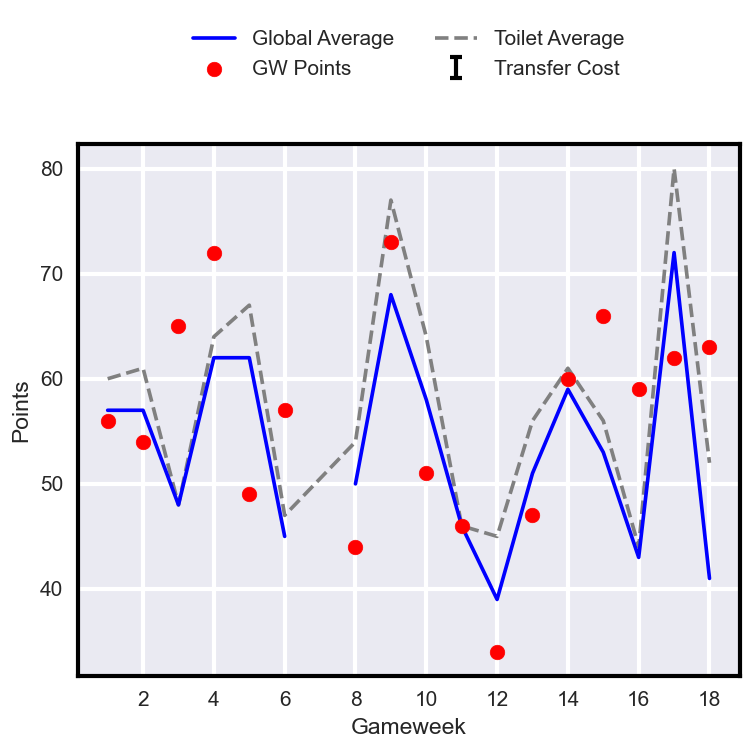 Global Average
Toilet Average
GW Points
Transfer Cost
80
70
60
50
40
Points
2 4 6 8 10 12 14 16 18
Gameweek